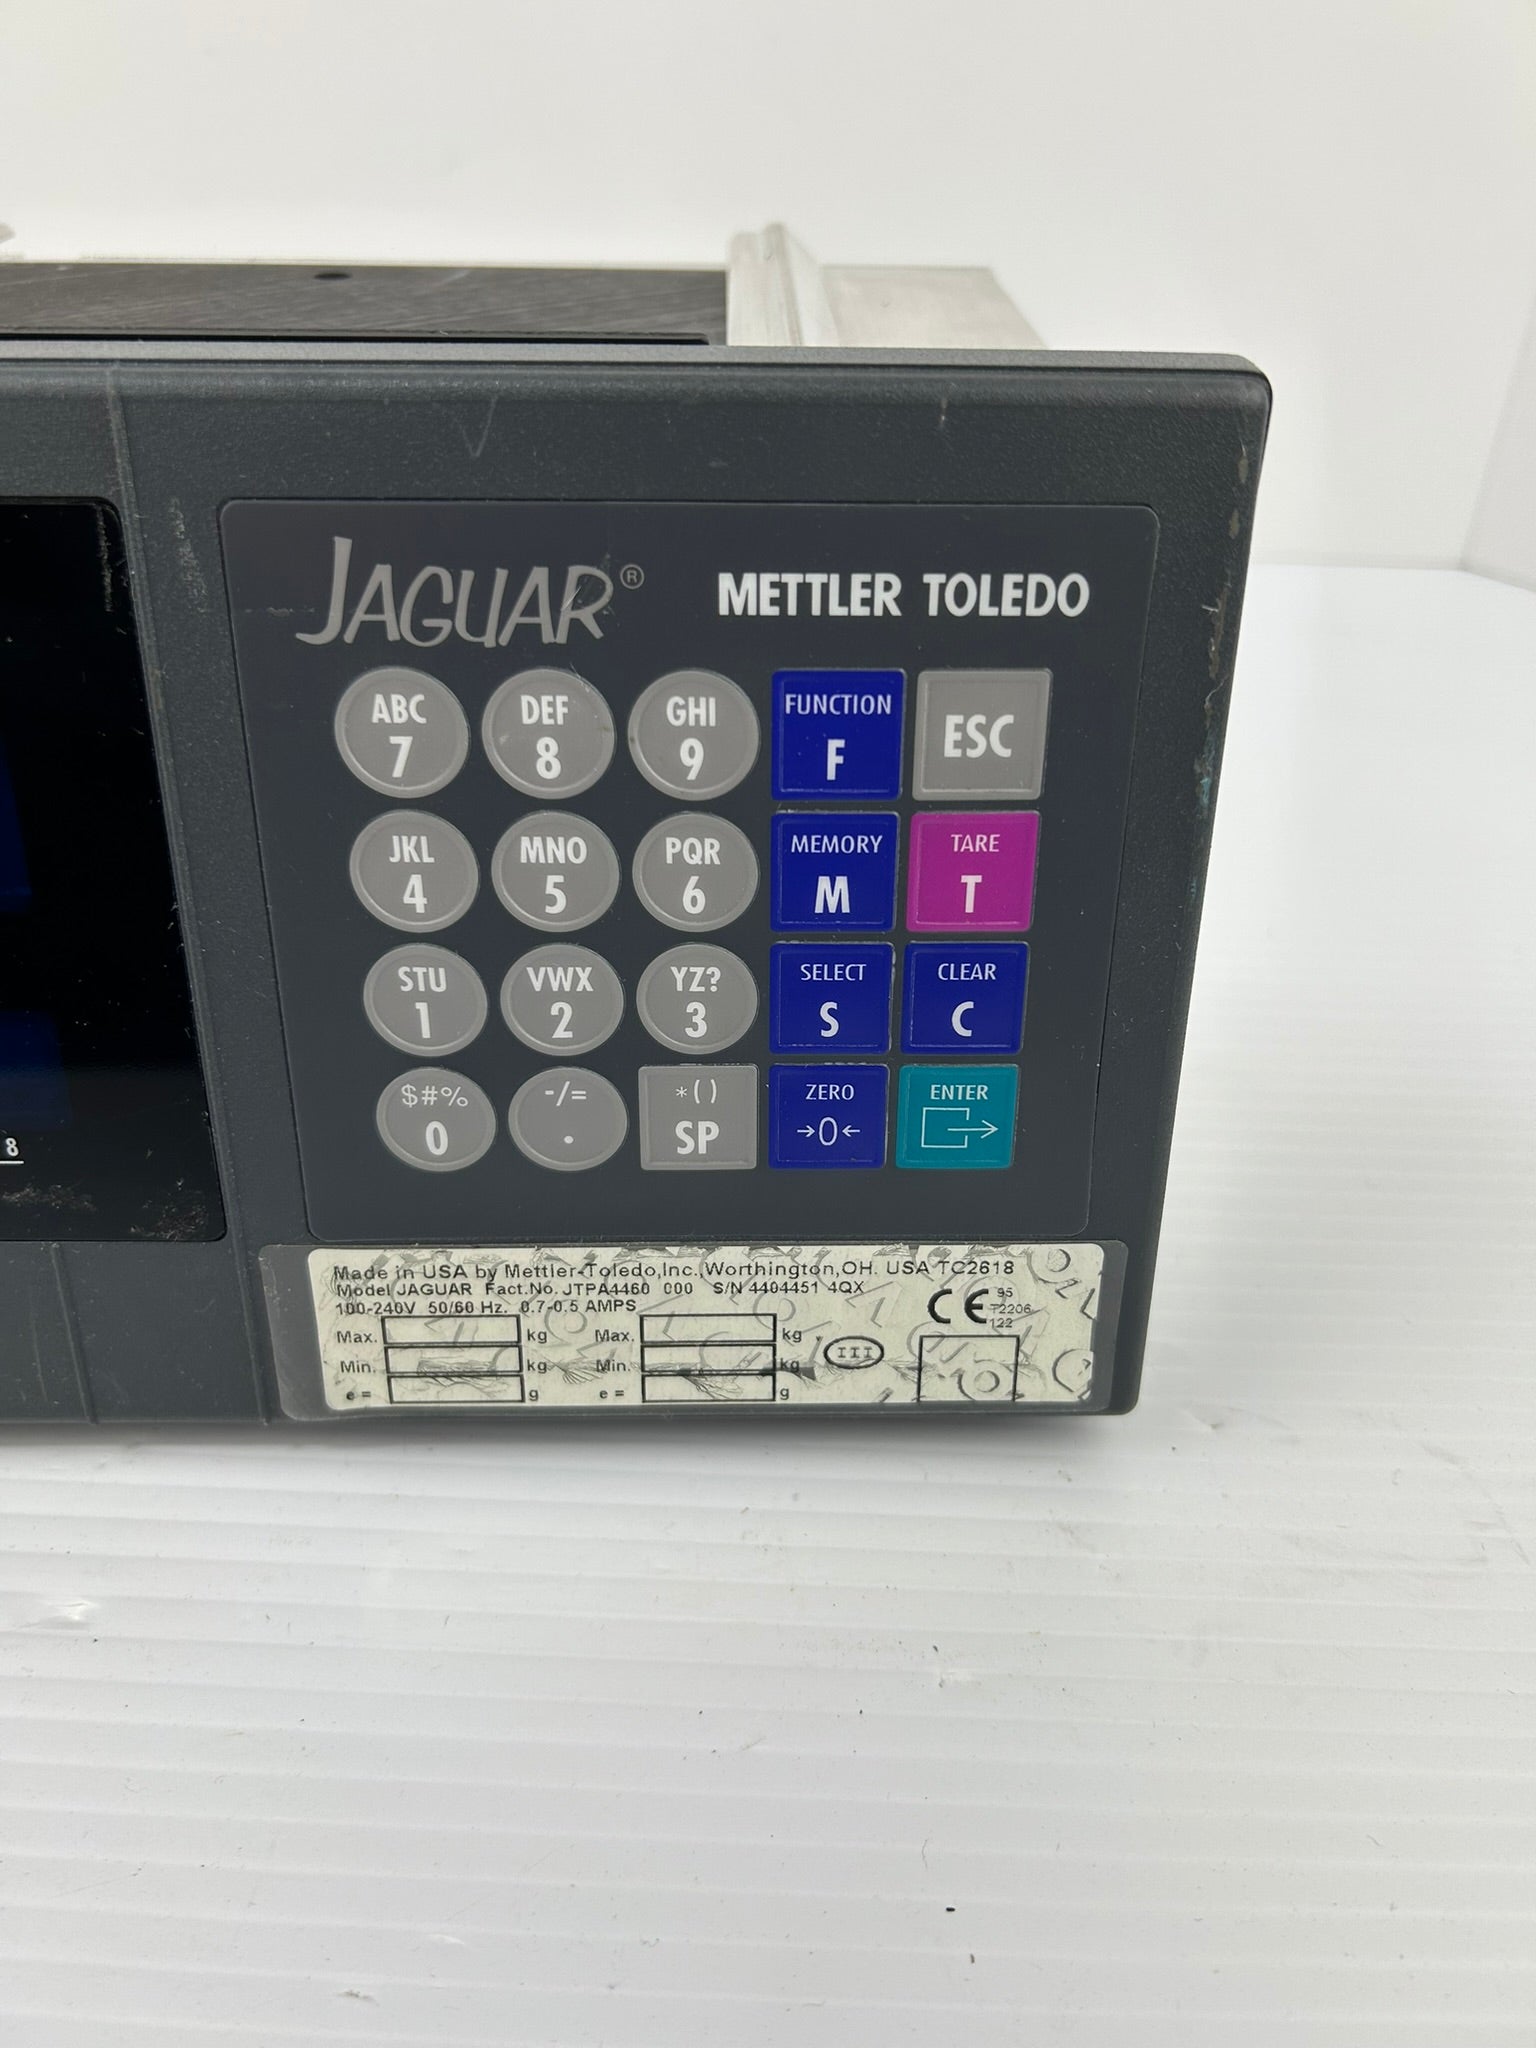 JAGUAR® METTLER TOLEDO
ABC DEF GHI FUNCTION
7 8 9 F ESC
JKL MNO PQR MEMORY TARE
4 5 6 M T
STU VWX YZ? SELECT CLEAR
1 2 3 S C
$#% -/= *() ZERO ENTER
0 . SP →0←
8
Made in USA by Mettler-Toledo,Inc.,Worthington,OH. USA TC2618
Model JAGUAR Fact.No. JTPA4460 000 S/N 4404451 4QX
100-240V 50/60 Hz. 0.7-0.5 AMPS
CE 95
T2206
122
Max. kg Max. kg
Min. kg Min. kg III
e = g e = g